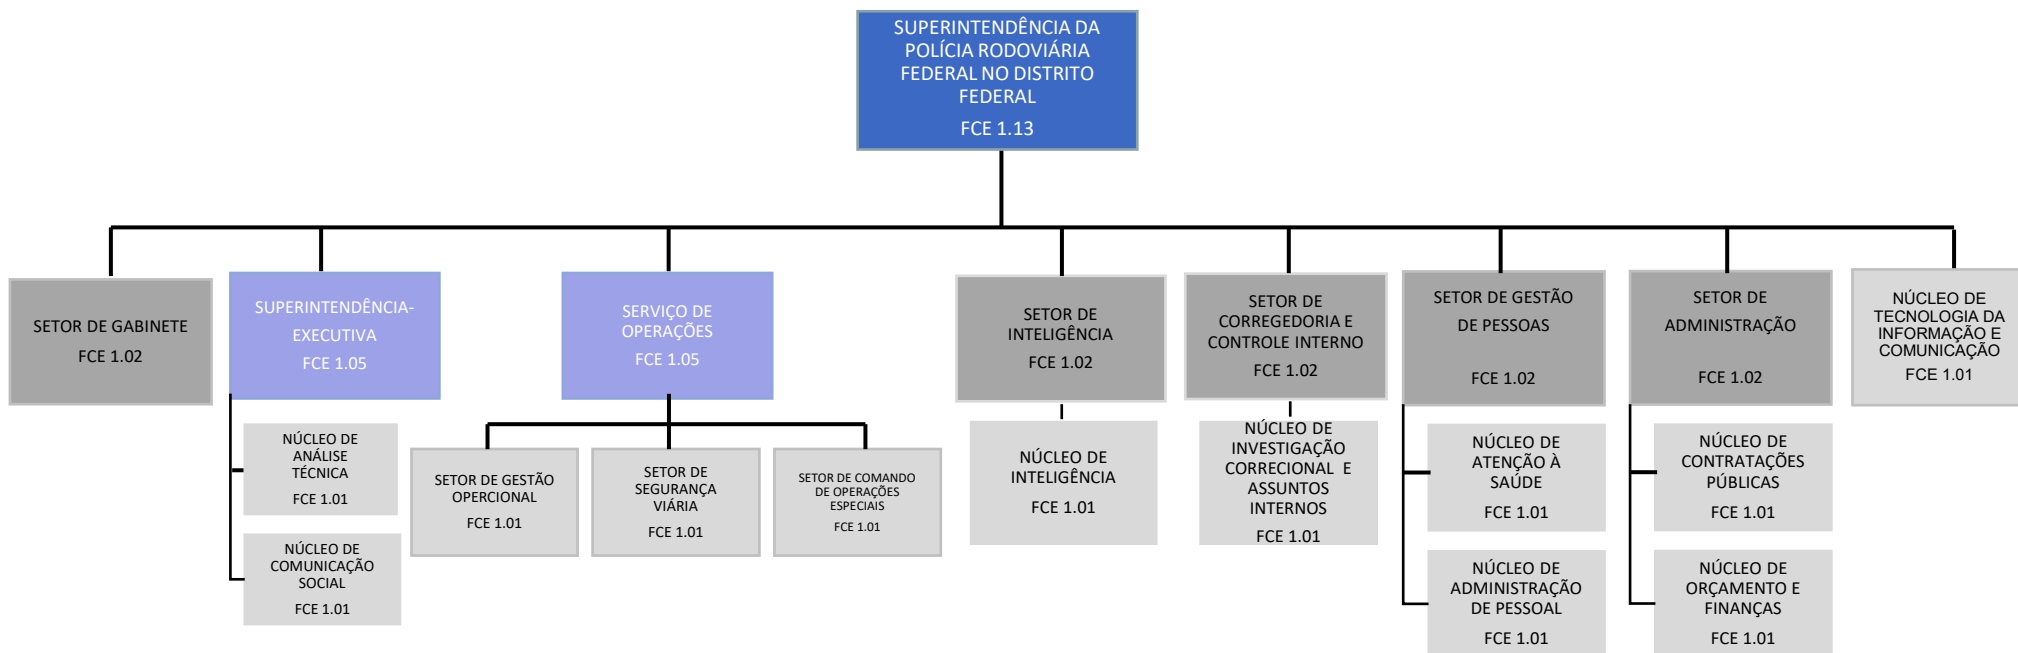 SUPERINTENDÊNCIA DA
POLÍCIA RODOVIÁRIA
FEDERAL NO DISTRITO
FEDERAL
FCE 1.13
SETOR DE GABINETE
FCE 1.02
SUPERINTENDÊNCIA-
EXECUTIVA
FCE 1.05
SERVIÇO DE
OPERAÇÕES
FCE 1.05
SETOR DE
INTELIGÊNCIA
FCE 1.02
SETOR DE
CORREGEDORIA E
CONTROLE INTERNO
FCE 1.02
SETOR DE GESTÃO
DE PESSOAS
FCE 1.02
SETOR DE
ADMINISTRAÇÃO
FCE 1.02
NÚCLEO DE
TECNOLOGIA DA
INFORMAÇÃO E
COMUNICAÇÃO
FCE 1.01
NÚCLEO DE
ANÁLISE
TÉCNICA
FCE 1.01
NÚCLEO DE
COMUNICAÇÃO
SOCIAL
FCE 1.01
SETOR DE GESTÃO
OPERCIONAL
FCE 1.01
SETOR DE
SEGURANÇA
VIÁRIA
FCE 1.01
SETOR DE COMANDO
DE OPERAÇÕES
ESPECIAIS
FCE 1.01
NÚCLEO DE
INTELIGÊNCIA
FCE 1.01
NÚCLEO DE
INVESTIGAÇÃO
CORRECIONAL E
ASSUNTOS
INTERNOS
FCE 1.01
NÚCLEO DE
ATENÇÃO À
SAÚDE
FCE 1.01
NÚCLEO DE
ADMINISTRAÇÃO
DE PESSOAL
FCE 1.01
NÚCLEO DE
CONTRATAÇÕES
PÚBLICAS
FCE 1.01
NÚCLEO DE
ORÇAMENTO E
FINANÇAS
FCE 1.01